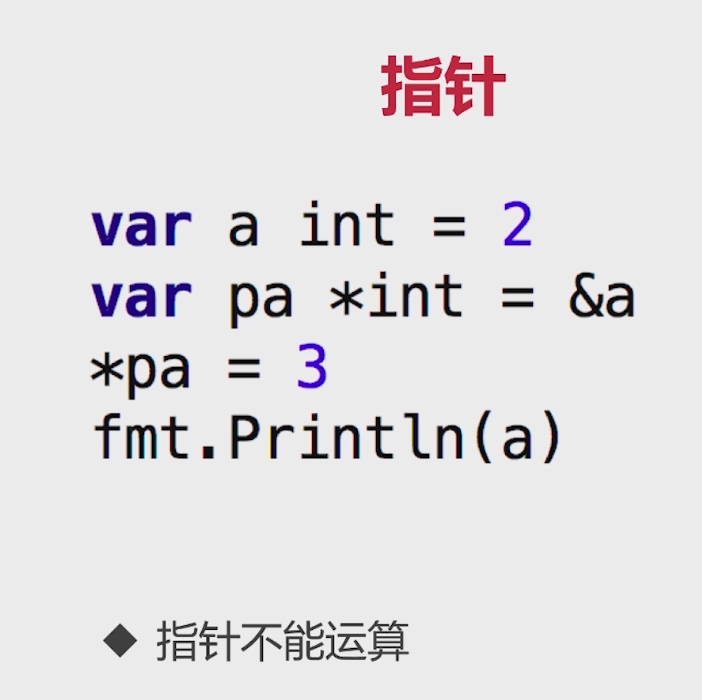 指针
var a int = 2
var pa *int = &a
*pa = 3
fmt.Println(a)
◆ 指针不能运算